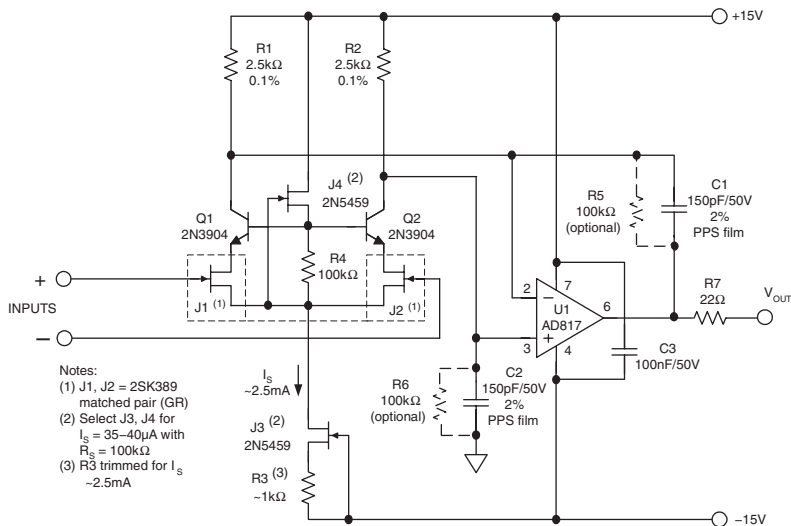 +15V
R1
2.5kΩ
0.1%
R2
2.5kΩ
0.1%
J4 (2)
2N5459
Q1
2N3904
Q2
2N3904
R4
100kΩ
R5
100kΩ
(optional)
C1
150pF/50V
2%
PPS film
+
INPUTS
–
J1 (1)
J2 (1)
2
–
7
U1
AD817
6
3
+
4
R7
22Ω
VOUT
C3
100nF/50V
IS
~2.5mA
R6
100kΩ
(optional)
C2
150pF/50V
2%
PPS film
J3 (2)
2N5459
R3 (3)
~1kΩ
Notes:
(1) J1, J2 = 2SK389
matched pair (GR)
(2) Select J3, J4 for
IS = 35–40µA with
RS = 100kΩ
(3) R3 trimmed for IS
~2.5mA
–15V